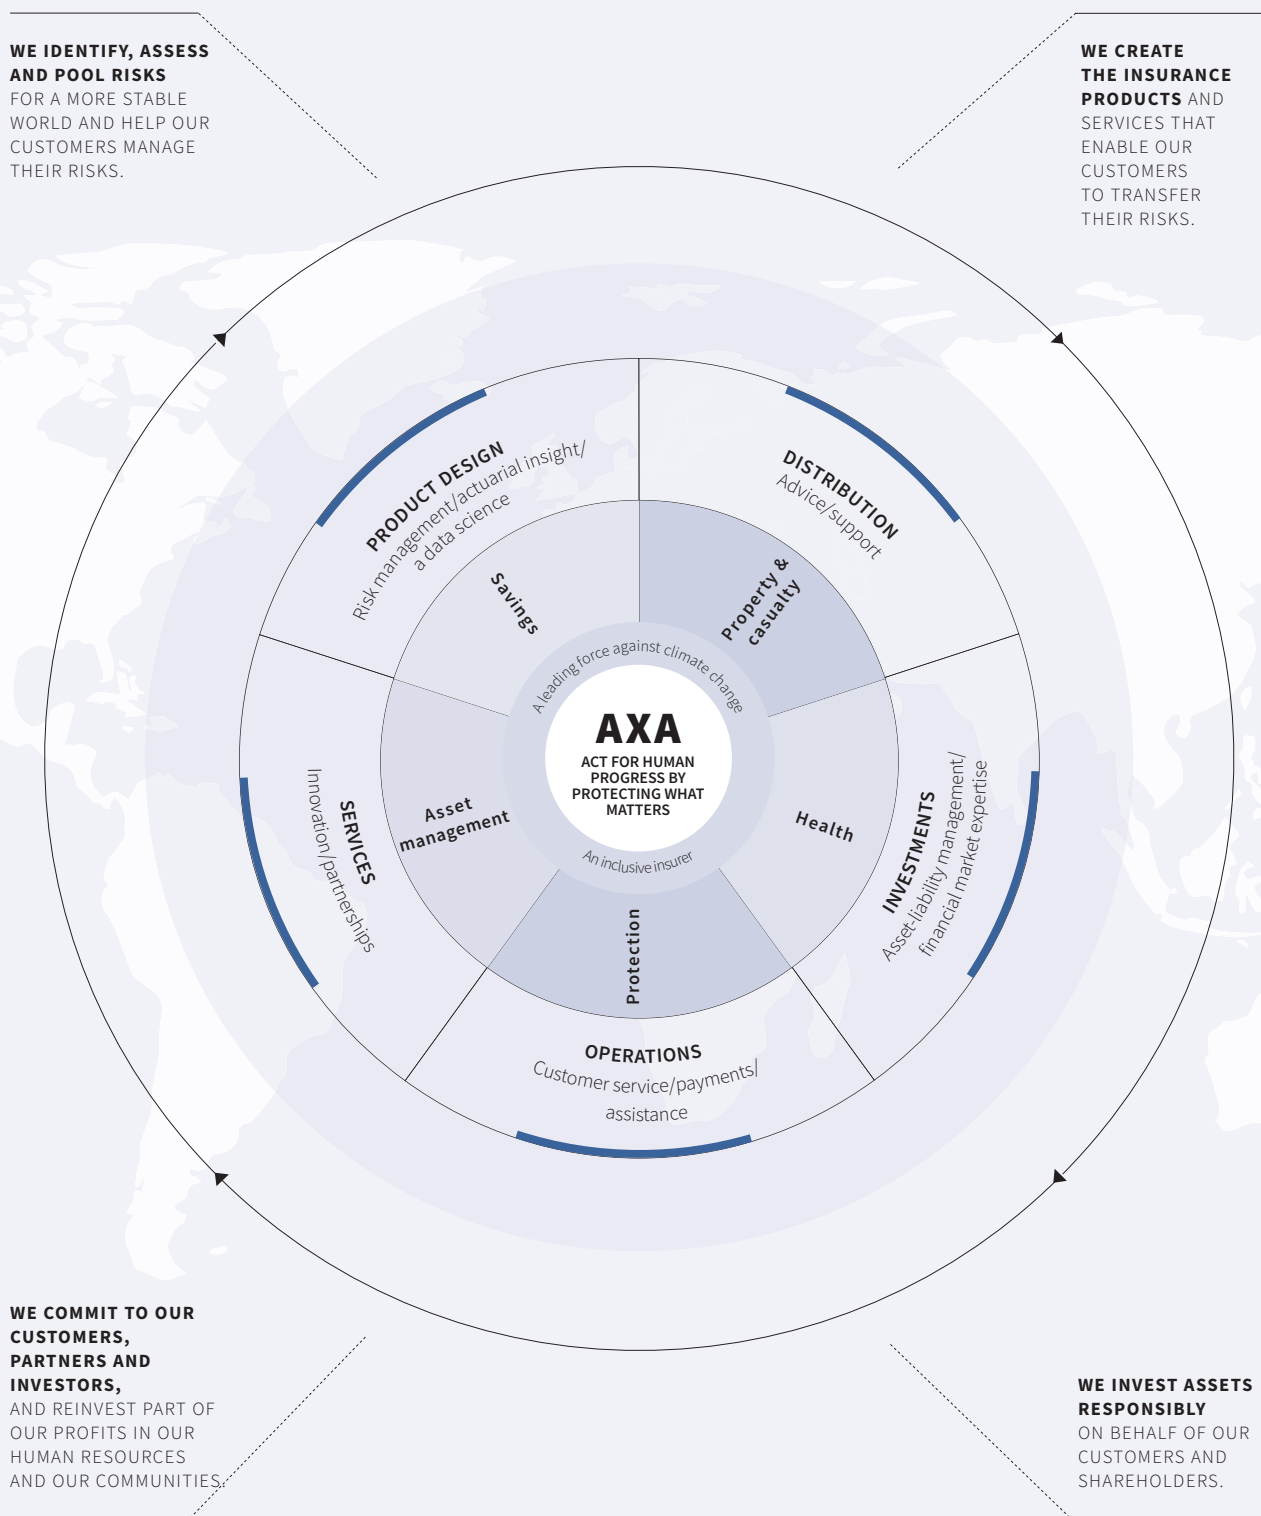 WE IDENTIFY, ASSESS
AND POOL RISKS
FOR A MORE STABLE
WORLD AND HELP OUR
CUSTOMERS MANAGE
THEIR RISKS.
WE CREATE
THE INSURANCE
PRODUCTS AND
SERVICES THAT
ENABLE OUR
CUSTOMERS
TO TRANSFER
THEIR RISKS.
PRODUCT DESIGN
Risk management/actuarial insight/
a data science
DISTRIBUTION
Advice/support
Savings
Property &
casualty
A leading force against climate change
AXA
ACT FOR HUMAN
PROGRESS BY
PROTECTING WHAT
MATTERS
An inclusive insurer
SERVICES
Innovation/partnerships
Asset
management
Health
INVESTMENTS
Asset-liability management/
financial market expertise
Protection
OPERATIONS
Customer service/payments/
assistance
WE COMMIT TO OUR
CUSTOMERS,
PARTNERS AND
INVESTORS,
AND REINVEST PART OF
OUR PROFITS IN OUR
HUMAN RESOURCES
AND OUR COMMUNITIES.
WE INVEST ASSETS
RESPONSIBLY
ON BEHALF OF OUR
CUSTOMERS AND
SHAREHOLDERS.